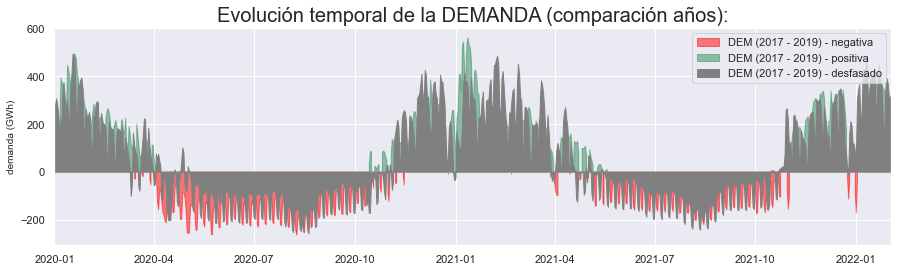 Evolución temporal de la DEMANDA (comparación años):
600
400
200
0
−200
demanda (GWh)
DEM (2017 - 2019) - negativa
DEM (2017 - 2019) - positiva
DEM (2017 - 2019) - desfasado
2020-01 2020-04 2020-07 2020-10 2021-01 2021-04 2021-07 2021-10 2022-01